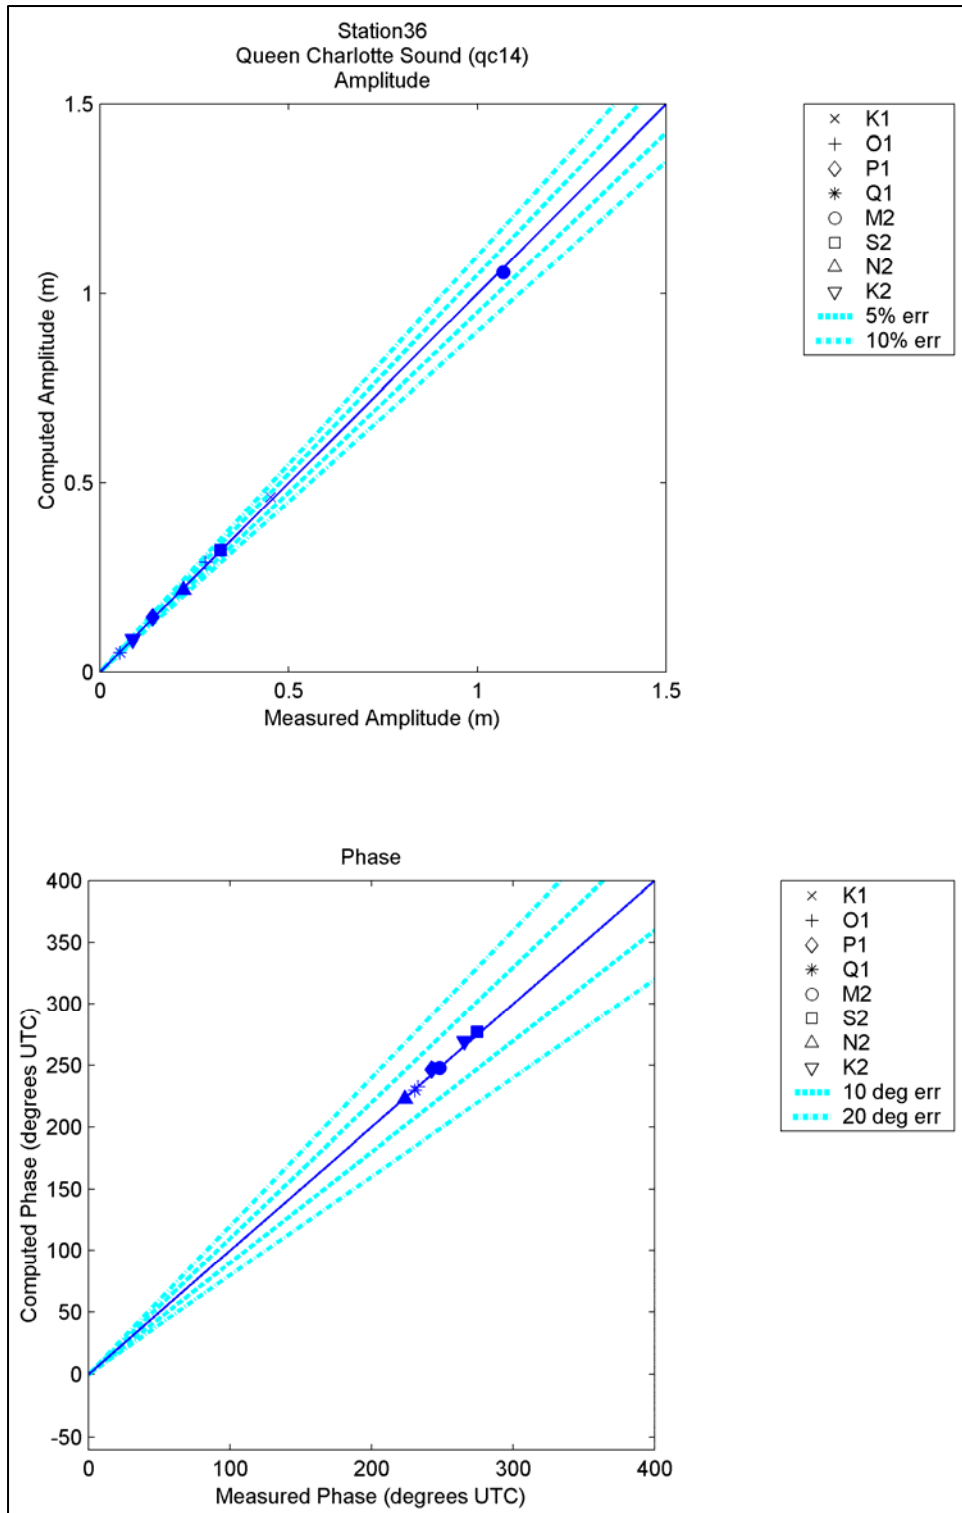 Station36
Queen Charlotte Sound (qc14)
Amplitude
1.5
1
0.5
0
Computed Amplitude (m)
0
0.5
1
1.5
Measured Amplitude (m)
K1
O1
P1
Q1
M2
S2
N2
K2
5% err
10% err
Phase
400
350
300
250
200
150
100
50
0
-50
Computed Phase (degrees UTC)
0
100
200
300
400
Measured Phase (degrees UTC)
K1
O1
P1
Q1
M2
S2
N2
K2
10 deg err
20 deg err